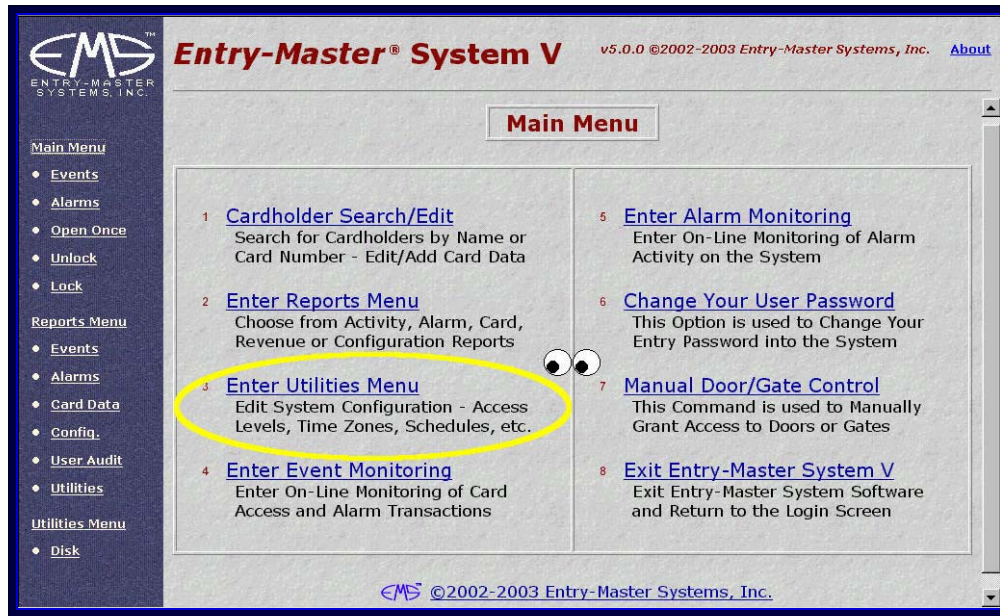 EMS™
ENTRY-MASTER
SYSTEMS, INC.
Entry-Master® System V
v5.0.0 ©2002-2003 Entry-Master Systems, Inc.
About
Main Menu
Main Menu
Events
Alarms
Open Once
Unlock
Lock
Reports Menu
Events
Alarms
Card Data
Config.
User Audit
Utilities
Utilities Menu
Disk
1 Cardholder Search/Edit
Search for Cardholders by Name or
Card Number - Edit/Add Card Data
2 Enter Reports Menu
Choose from Activity, Alarm, Card,
Revenue or Configuration Reports
3 Enter Utilities Menu
Edit System Configuration - Access
Levels, Time Zones, Schedules, etc.
4 Enter Event Monitoring
Enter On-Line Monitoring of Card
Access and Alarm Transactions
5 Enter Alarm Monitoring
Enter On-Line Monitoring of Alarm
Activity on the System
6 Change Your User Password
This Option is used to Change Your
Entry Password into the System
7 Manual Door/Gate Control
This Command is used to Manually
Grant Access to Doors or Gates
8 Exit Entry-Master System V
Exit Entry-Master System Software
and Return to the Login Screen
EMS ©2002-2003 Entry-Master Systems, Inc.